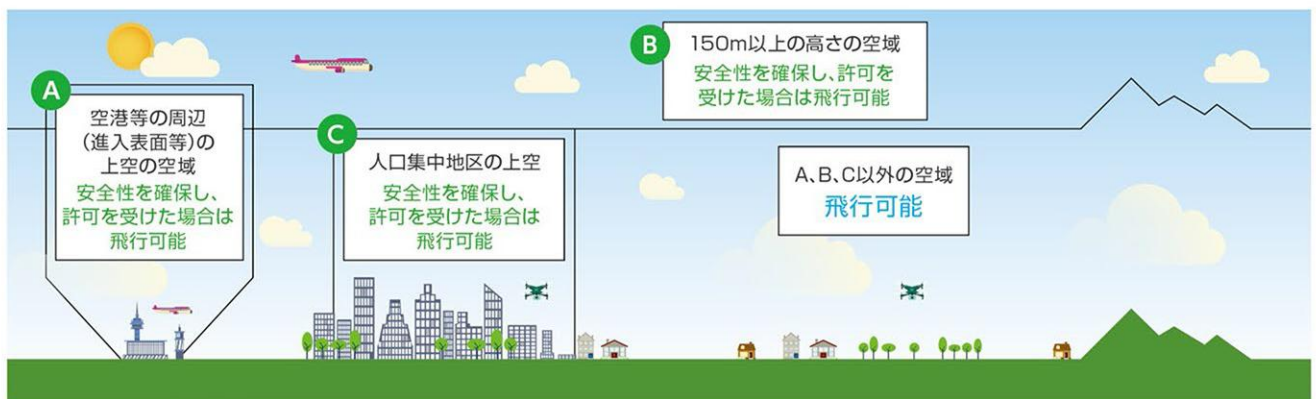 A
空港等の周辺
(進入表面等)の
上空の空域
安全性を確保し、
許可を受けた場合は
飛行可能
C
人口集中地区の上空
安全性を確保し、
許可を受けた場合は
飛行可能
B
150m以上の高さの空域
安全性を確保し、許可を
受けた場合は飛行可能
A、B、C以外の空域
飛行可能